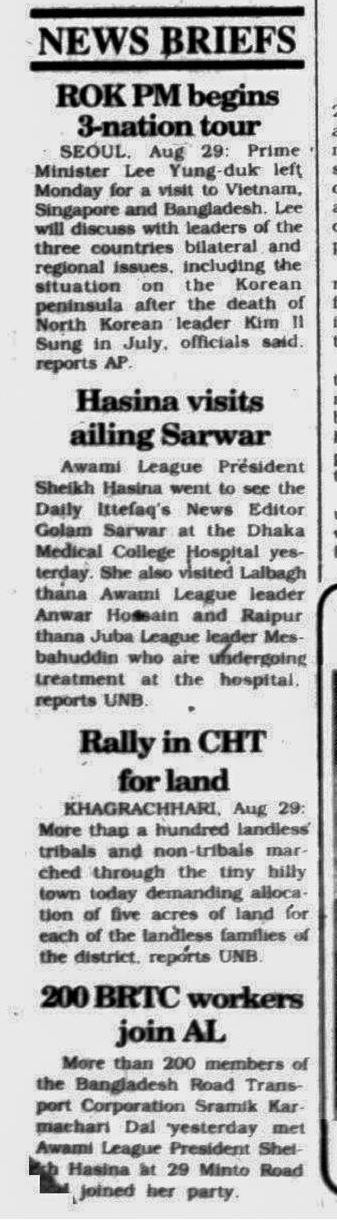 NEWS BRIEFS
ROK PM begins
3-nation tour
SEOUL, Aug 29: Prime
Minister Lee Yung-duk left
Monday for a visit to Vietnam,
Singapore and Bangladesh. Lee
will discuss with leaders of the
three countries bilateral and
regional issues, including the
situation on the Korean
peninsula after the death of
North Korean leader Kim Il
Sung in July, officials said,
reports AP.
Hasina visits
ailing Sarwar
Awami League President
Sheikh Hasina went to see the
Daily Ittefaq's News Editor
Golam Sarwar at the Dhaka
Medical College Hospital yes-
terday. She also visited Lalbagh
thana Awami League leader
Anwar Hossain and Raipur
thana Juba League leader Mes-
bahuddin who are undergoing
treatment at the hospital,
reports UNB.
Rally in CHT
for land
KHAGRACHHARI, Aug 29:
More than a hundred landless
tribals and non-tribals mar-
ched through the tiny hilly
town today demanding alloca-
tion of five acres of land for
each of the landless families of
the district, reports UNB.
200 BRTC workers
join AL
More than 200 members of
the Bangladesh Road Trans-
port Corporation Sramik Kar-
machari Dal yesterday met
Awami League President Shei-
kh Hasina at 29 Minto Road
joined her party.